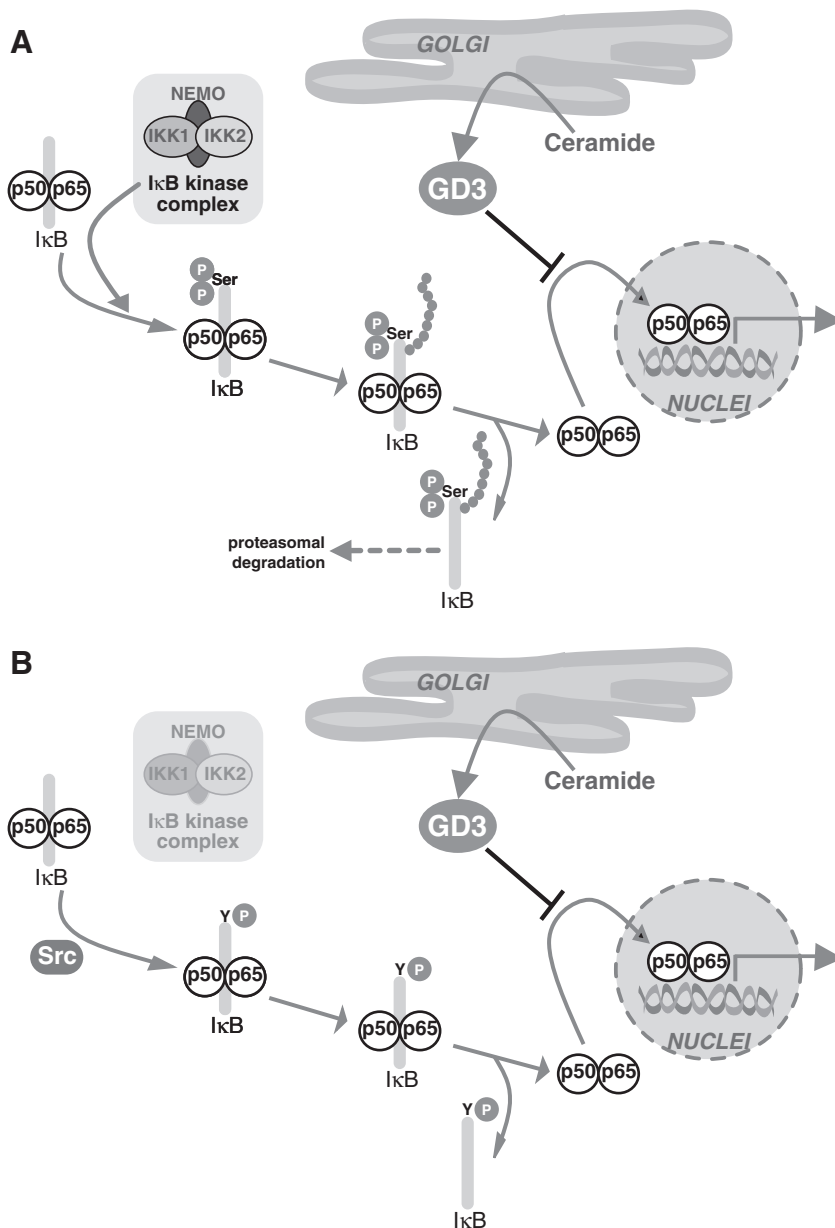 A
GOLGI
NEMO
IKK1 IKK2
IκB kinase
complex
Ceramide
GD3
p50 p65
IκB
P
P
Ser
p50 p65
IκB
P
P
Ser
p50 p65
IκB
p50 p65
NUCLEI
p50 p65
P
P
Ser
proteasomal
degradation
IκB
B
GOLGI
NEMO
IKK1 IKK2
IκB kinase
complex
Ceramide
GD3
p50 p65
IκB
Src
Y P
p50 p65
IκB
Y P
p50 p65
IκB
p50 p65
NUCLEI
p50 p65
Y P
IκB